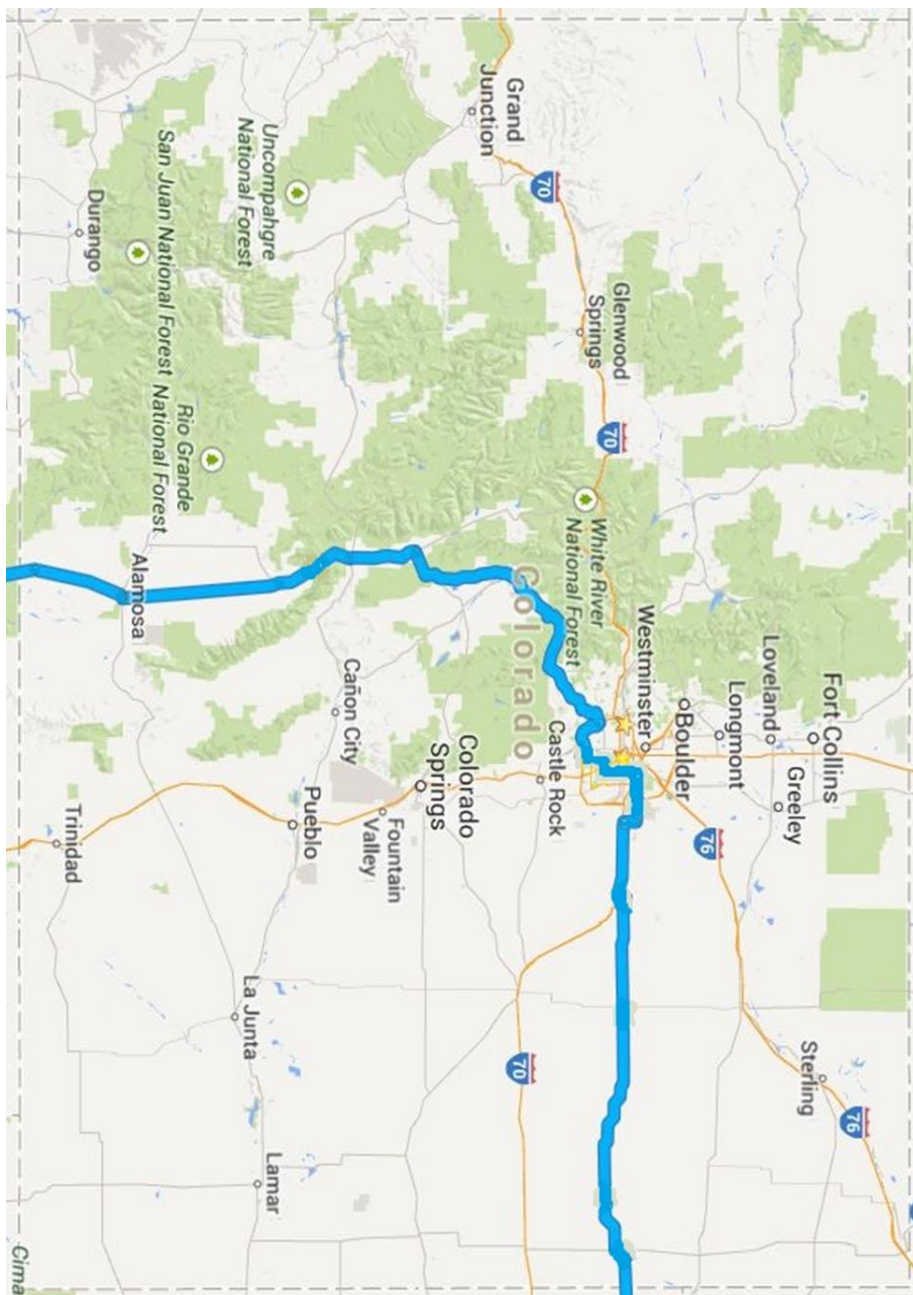 76
Fort Collins
Sterling
Greeley
Loveland
Longmont
76
Boulder
Westminster
Glenwood
Springs
70
White River
National Forest
Castle Rock
70
Colorado
70
Grand
Junction
Colorado
Springs
Fountain
Valley
Cañon City
Pueblo
Uncompahgre
National Forest
Lamar
La Junta
Rio Grande
National Forest
San Juan National Forest
Alamosa
Durango
Trinidad
Cima